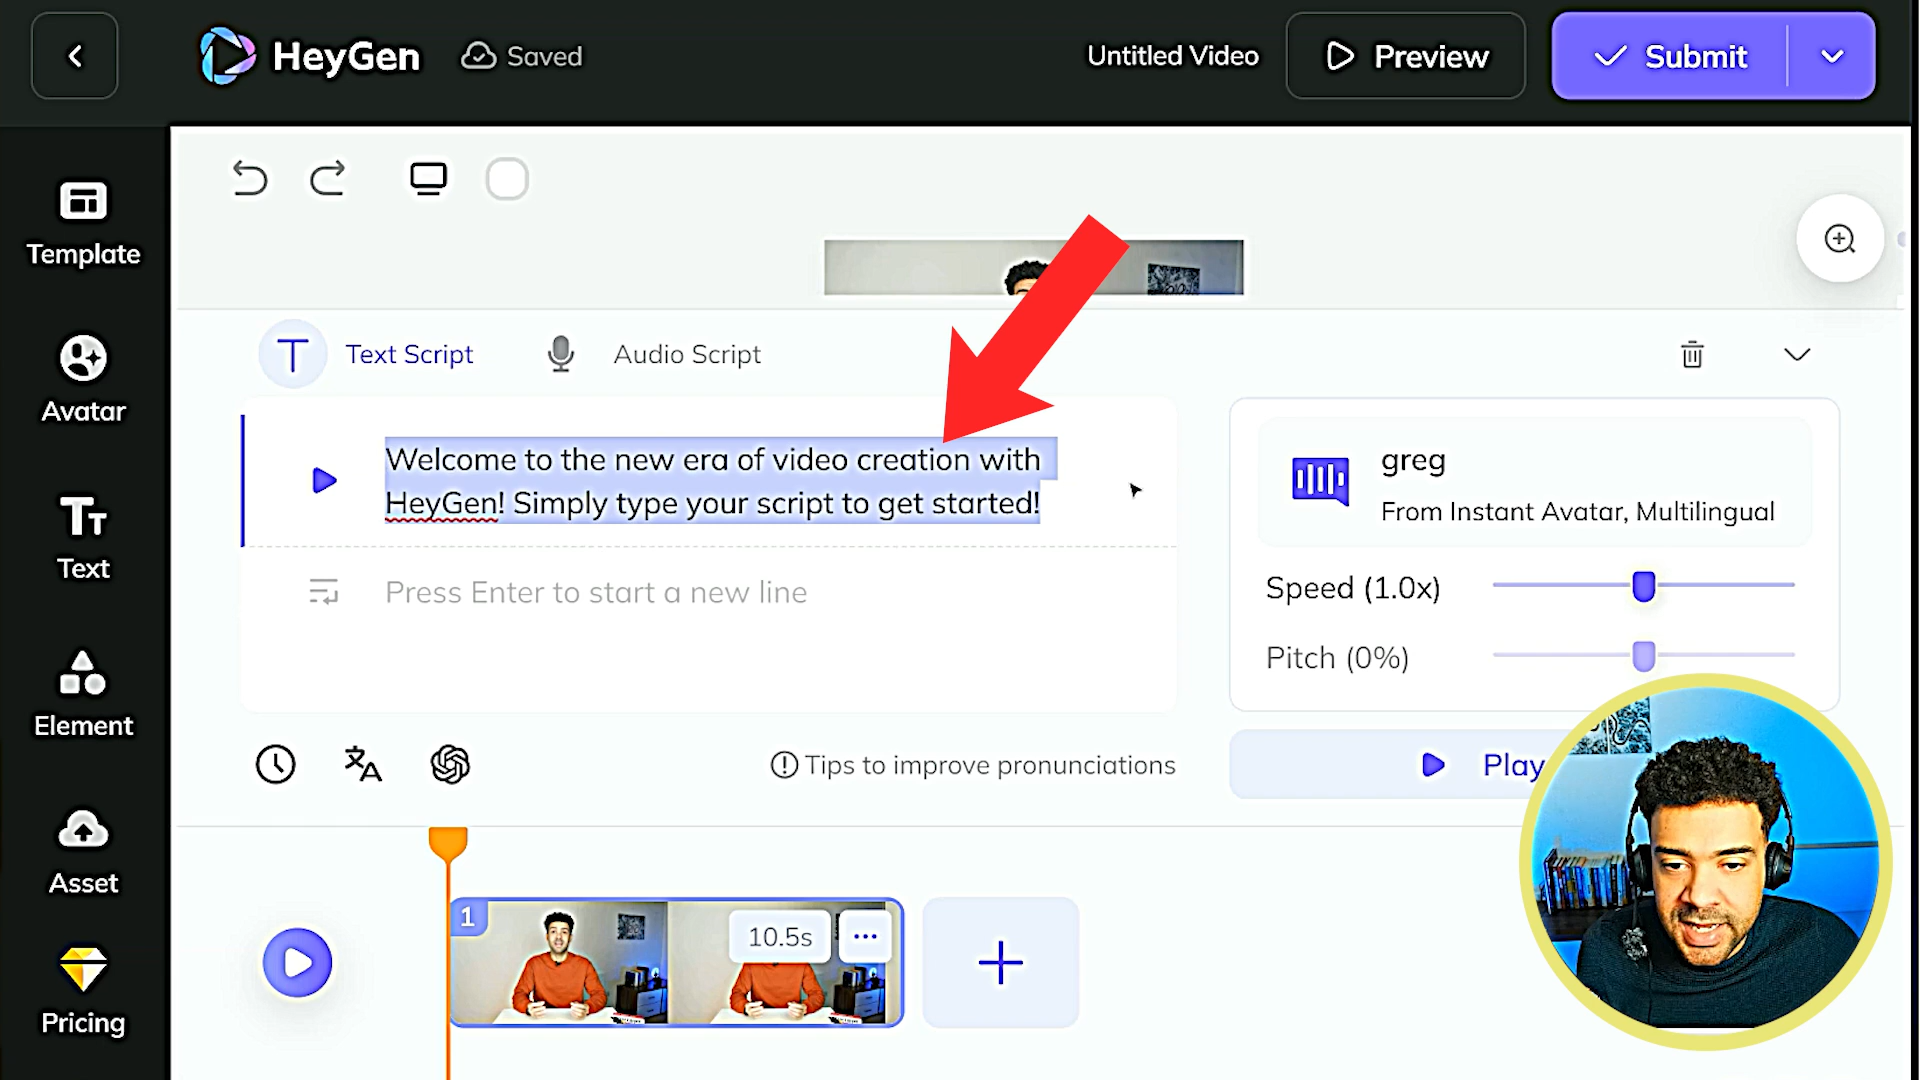 HeyGen
Saved
Untitled Video
Preview
Submit
Template
Avatar
Text
Element
Asset
Pricing
Text Script
Audio Script
Welcome to the new era of video creation with
HeyGen! Simply type your script to get started!
Press Enter to start a new line
Tips to improve pronunciations
greg
From Instant Avatar, Multilingual
Speed (1.0x)
Pitch (0%)
Play
1
10.5s